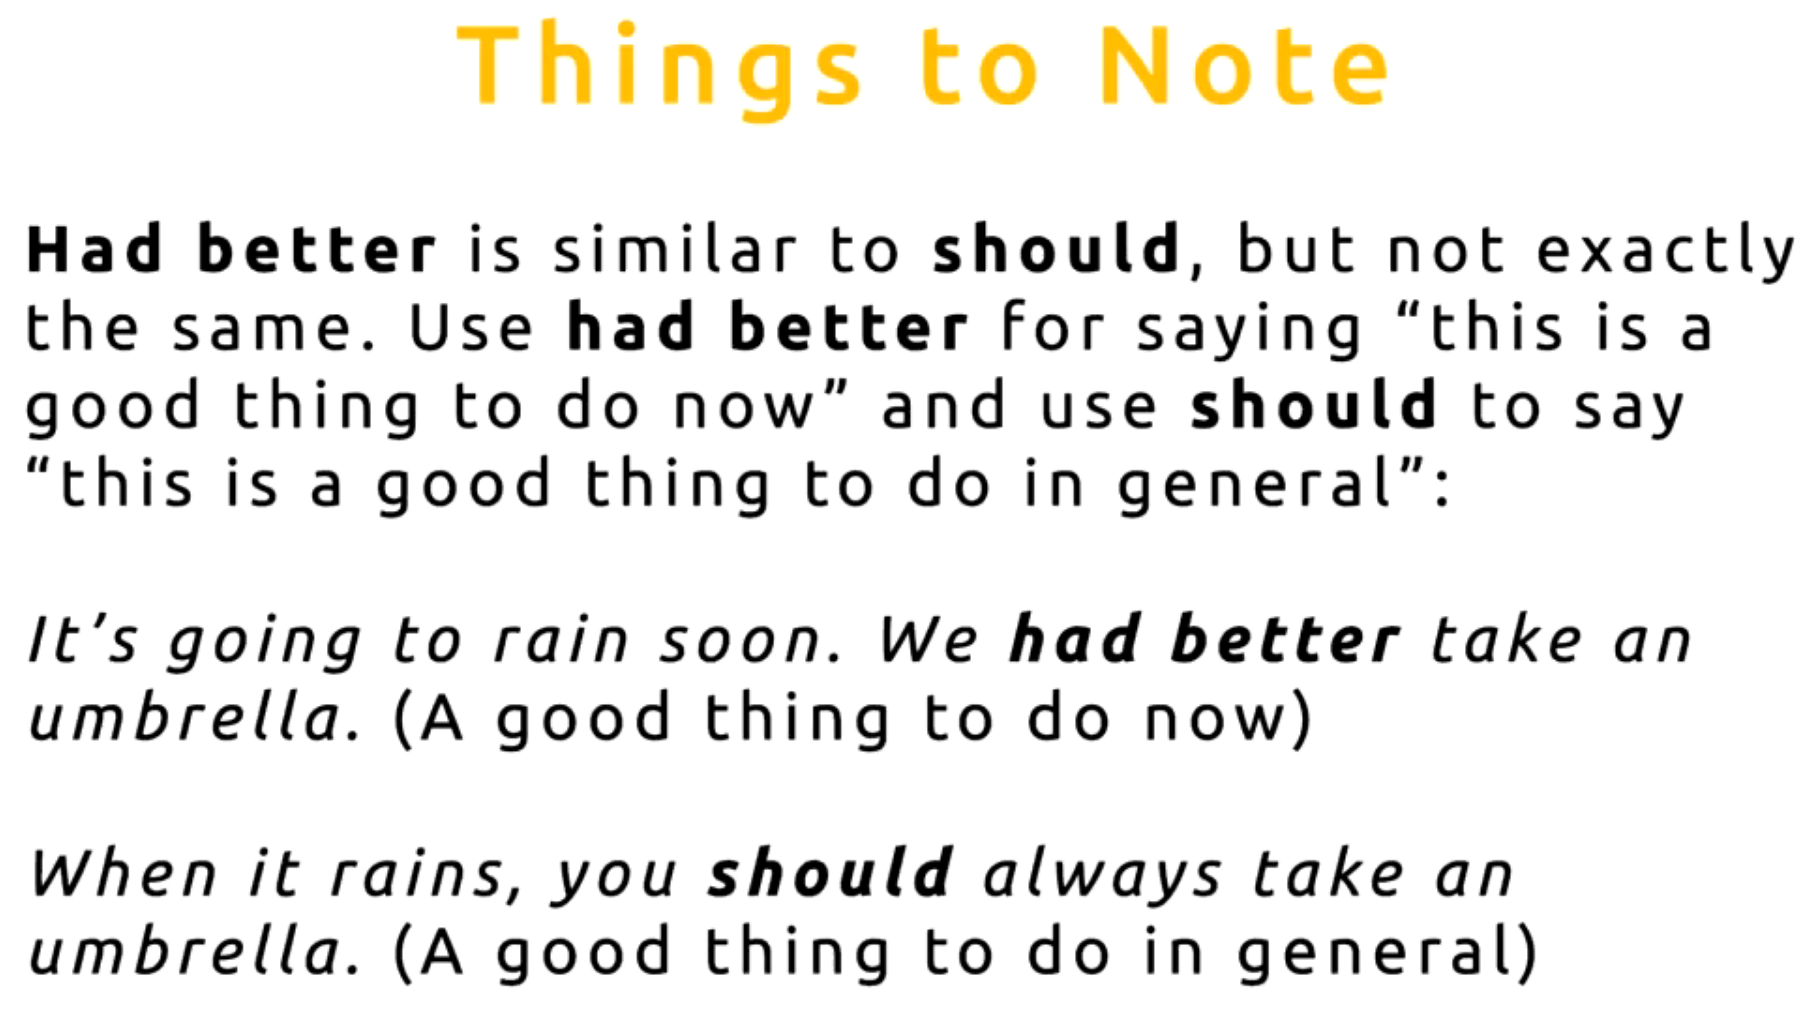 Things to Note
Had better is similar to should, but not exactly
the same. Use had better for saying “this is a
good thing to do now” and use should to say
“this is a good thing to do in general”:
It’s going to rain soon. We had better take an
umbrella. (A good thing to do now)
When it rains, you should always take an
umbrella. (A good thing to do in general)